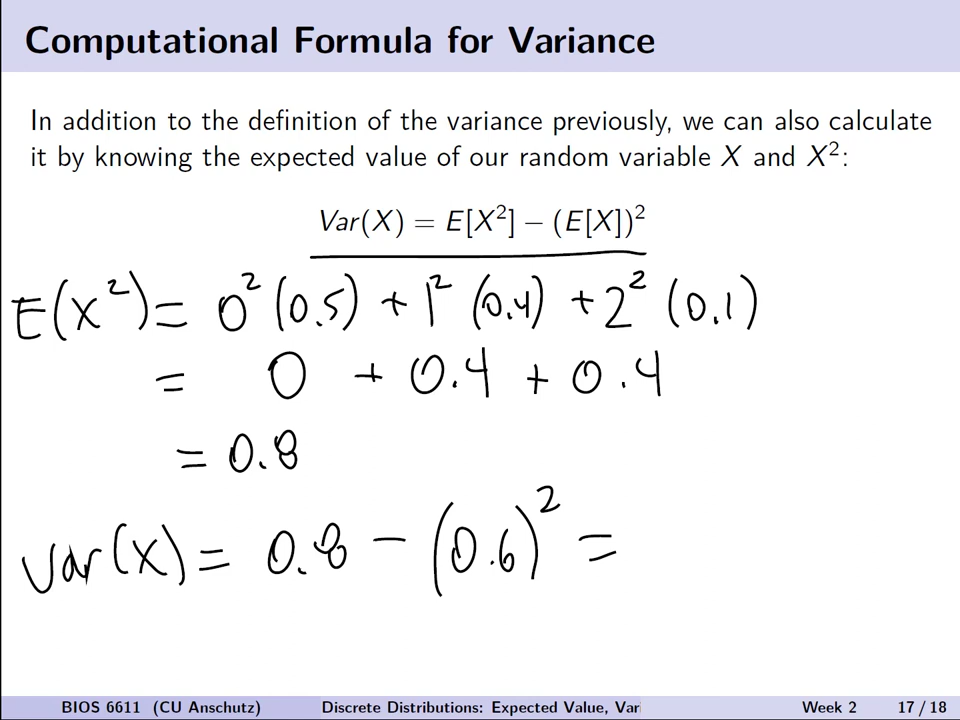 Computational Formula for Variance
In addition to the definition of the variance previously, we can also calculate
it by knowing the expected value of our random variable X and X²:
Var(X) = E[X²] − (E[X])²
E(X²) = 0² (0.5) + 1² (0.4) + 2² (0.1)
= 0 + 0.4 + 0.4
= 0.8
Var(X) = 0.8 − (0.6)² =
BIOS 6611 (CU Anschutz) Discrete Distributions: Expected Value, Vari Week 2 17 / 18